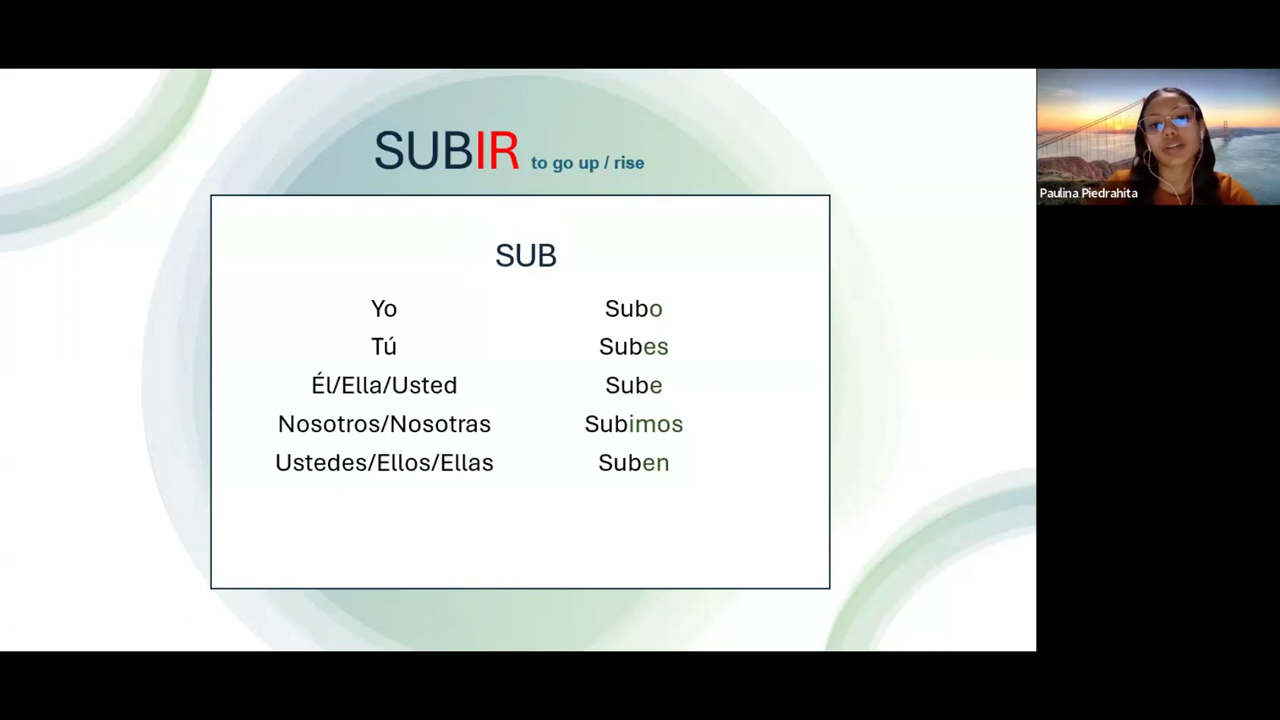 SUBIR to go up / rise
SUB
Yo Subo
Tú Subes
Él/Ella/Usted Sube
Nosotros/Nosotras Subimos
Ustedes/Ellos/Ellas Suben
Paulina Piedrahita